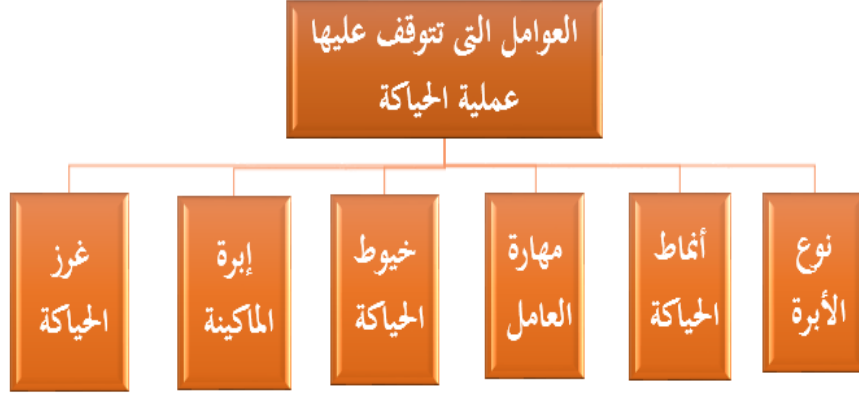 العوامل التى تتوقف عليها
عملية الحياكة
نوع
الأبرة
أنماط
الحياكة
مهارة
العامل
خيوط
الحياكة
إبرة
الماكينة
غرز
الحياكة